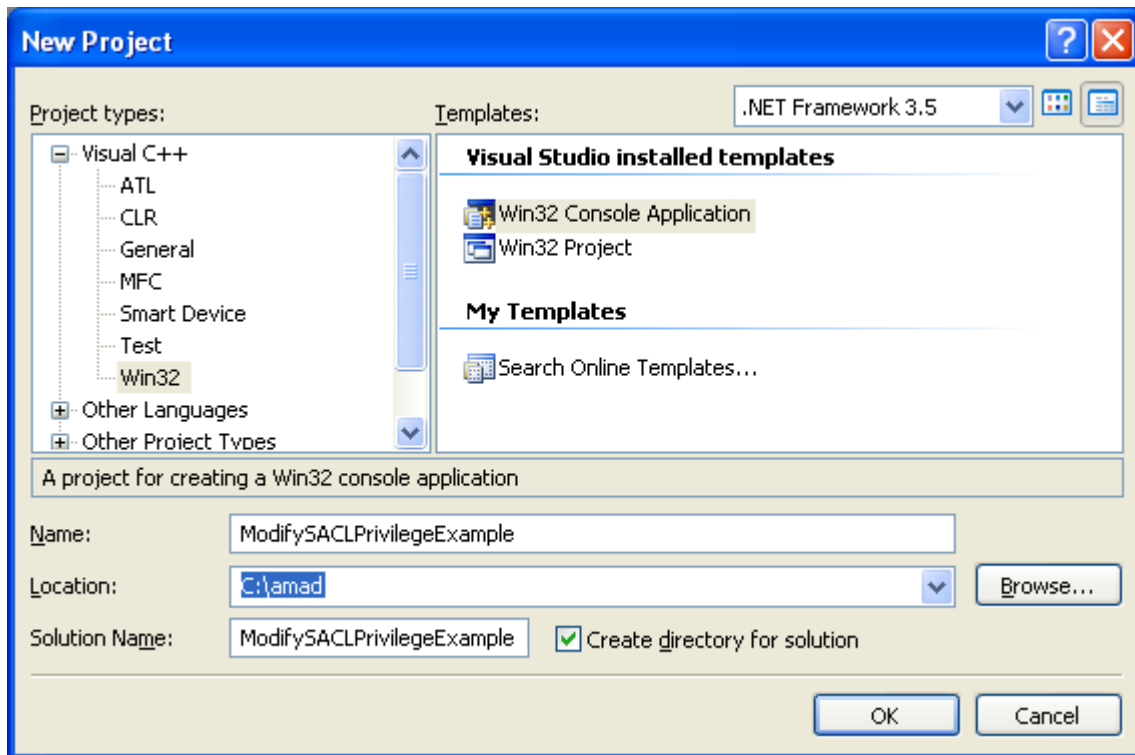 New Project
Project types:
Templates:
.NET Framework 3.5
Visual C++
ATL
CLR
General
MFC
Smart Device
Test
Win32
Other Languages
Other Project Types
Visual Studio installed templates
Win32 Console Application
Win32 Project
My Templates
Search Online Templates...
A project for creating a Win32 console application
Name:
ModifySACLPrivilegeExample
Location:
C:\amad
Browse...
Solution Name:
ModifySACLPrivilegeExample
Create directory for solution
OK
Cancel